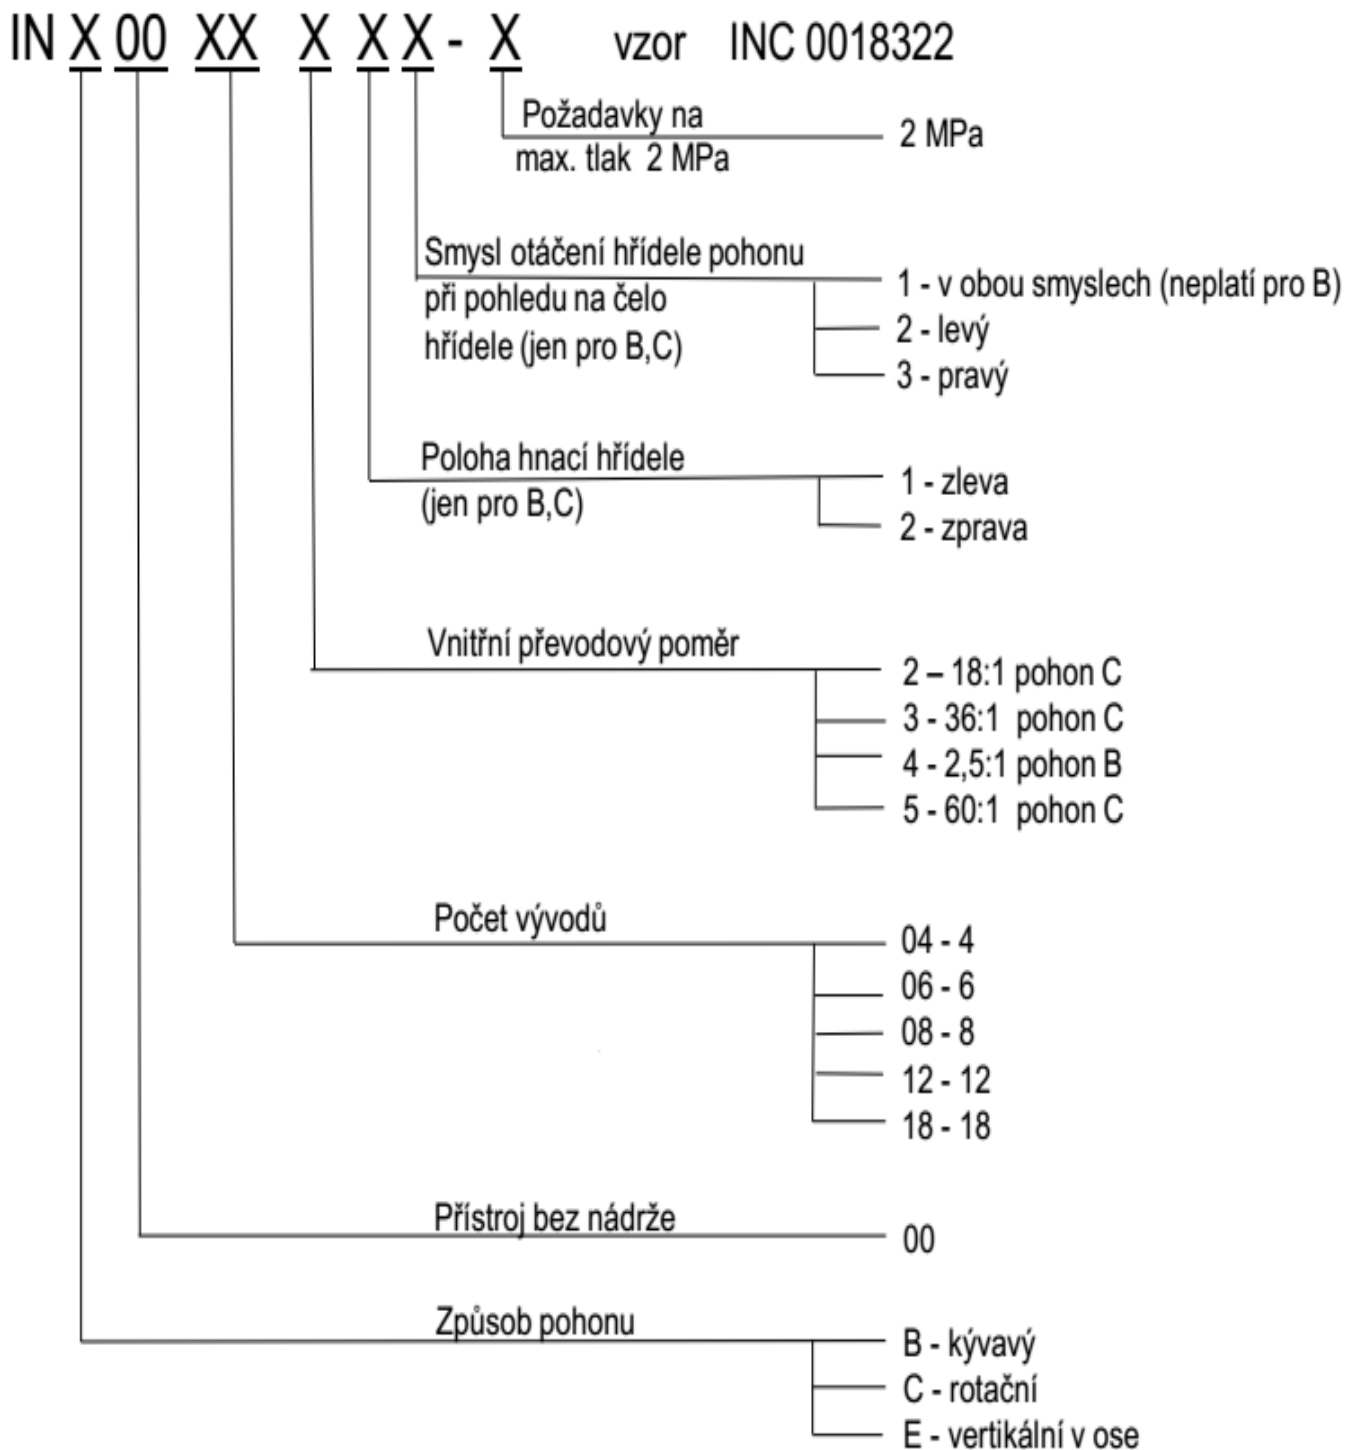 IN X 00 XX X X X - X vzor INC 0018322
Požadavky na
max. tlak 2 MPa
2 MPa
Smysl otáčení hřídele pohonu
při pohledu na čelo
hřídele (jen pro B,C)
1 - v obou smyslech (neplatí pro B)
2 - levý
3 - pravý
Poloha hnací hřídele
(jen pro B,C)
1 - zleva
2 - zprava
Vnitřní převodový poměr
2 – 18:1 pohon C
3 - 36:1 pohon C
4 - 2,5:1 pohon B
5 - 60:1 pohon C
Počet vývodů
04 - 4
06 - 6
08 - 8
12 - 12
18 - 18
Přístroj bez nádrže
00
Způsob pohonu
B - kývavý
C - rotační
E - vertikální v ose